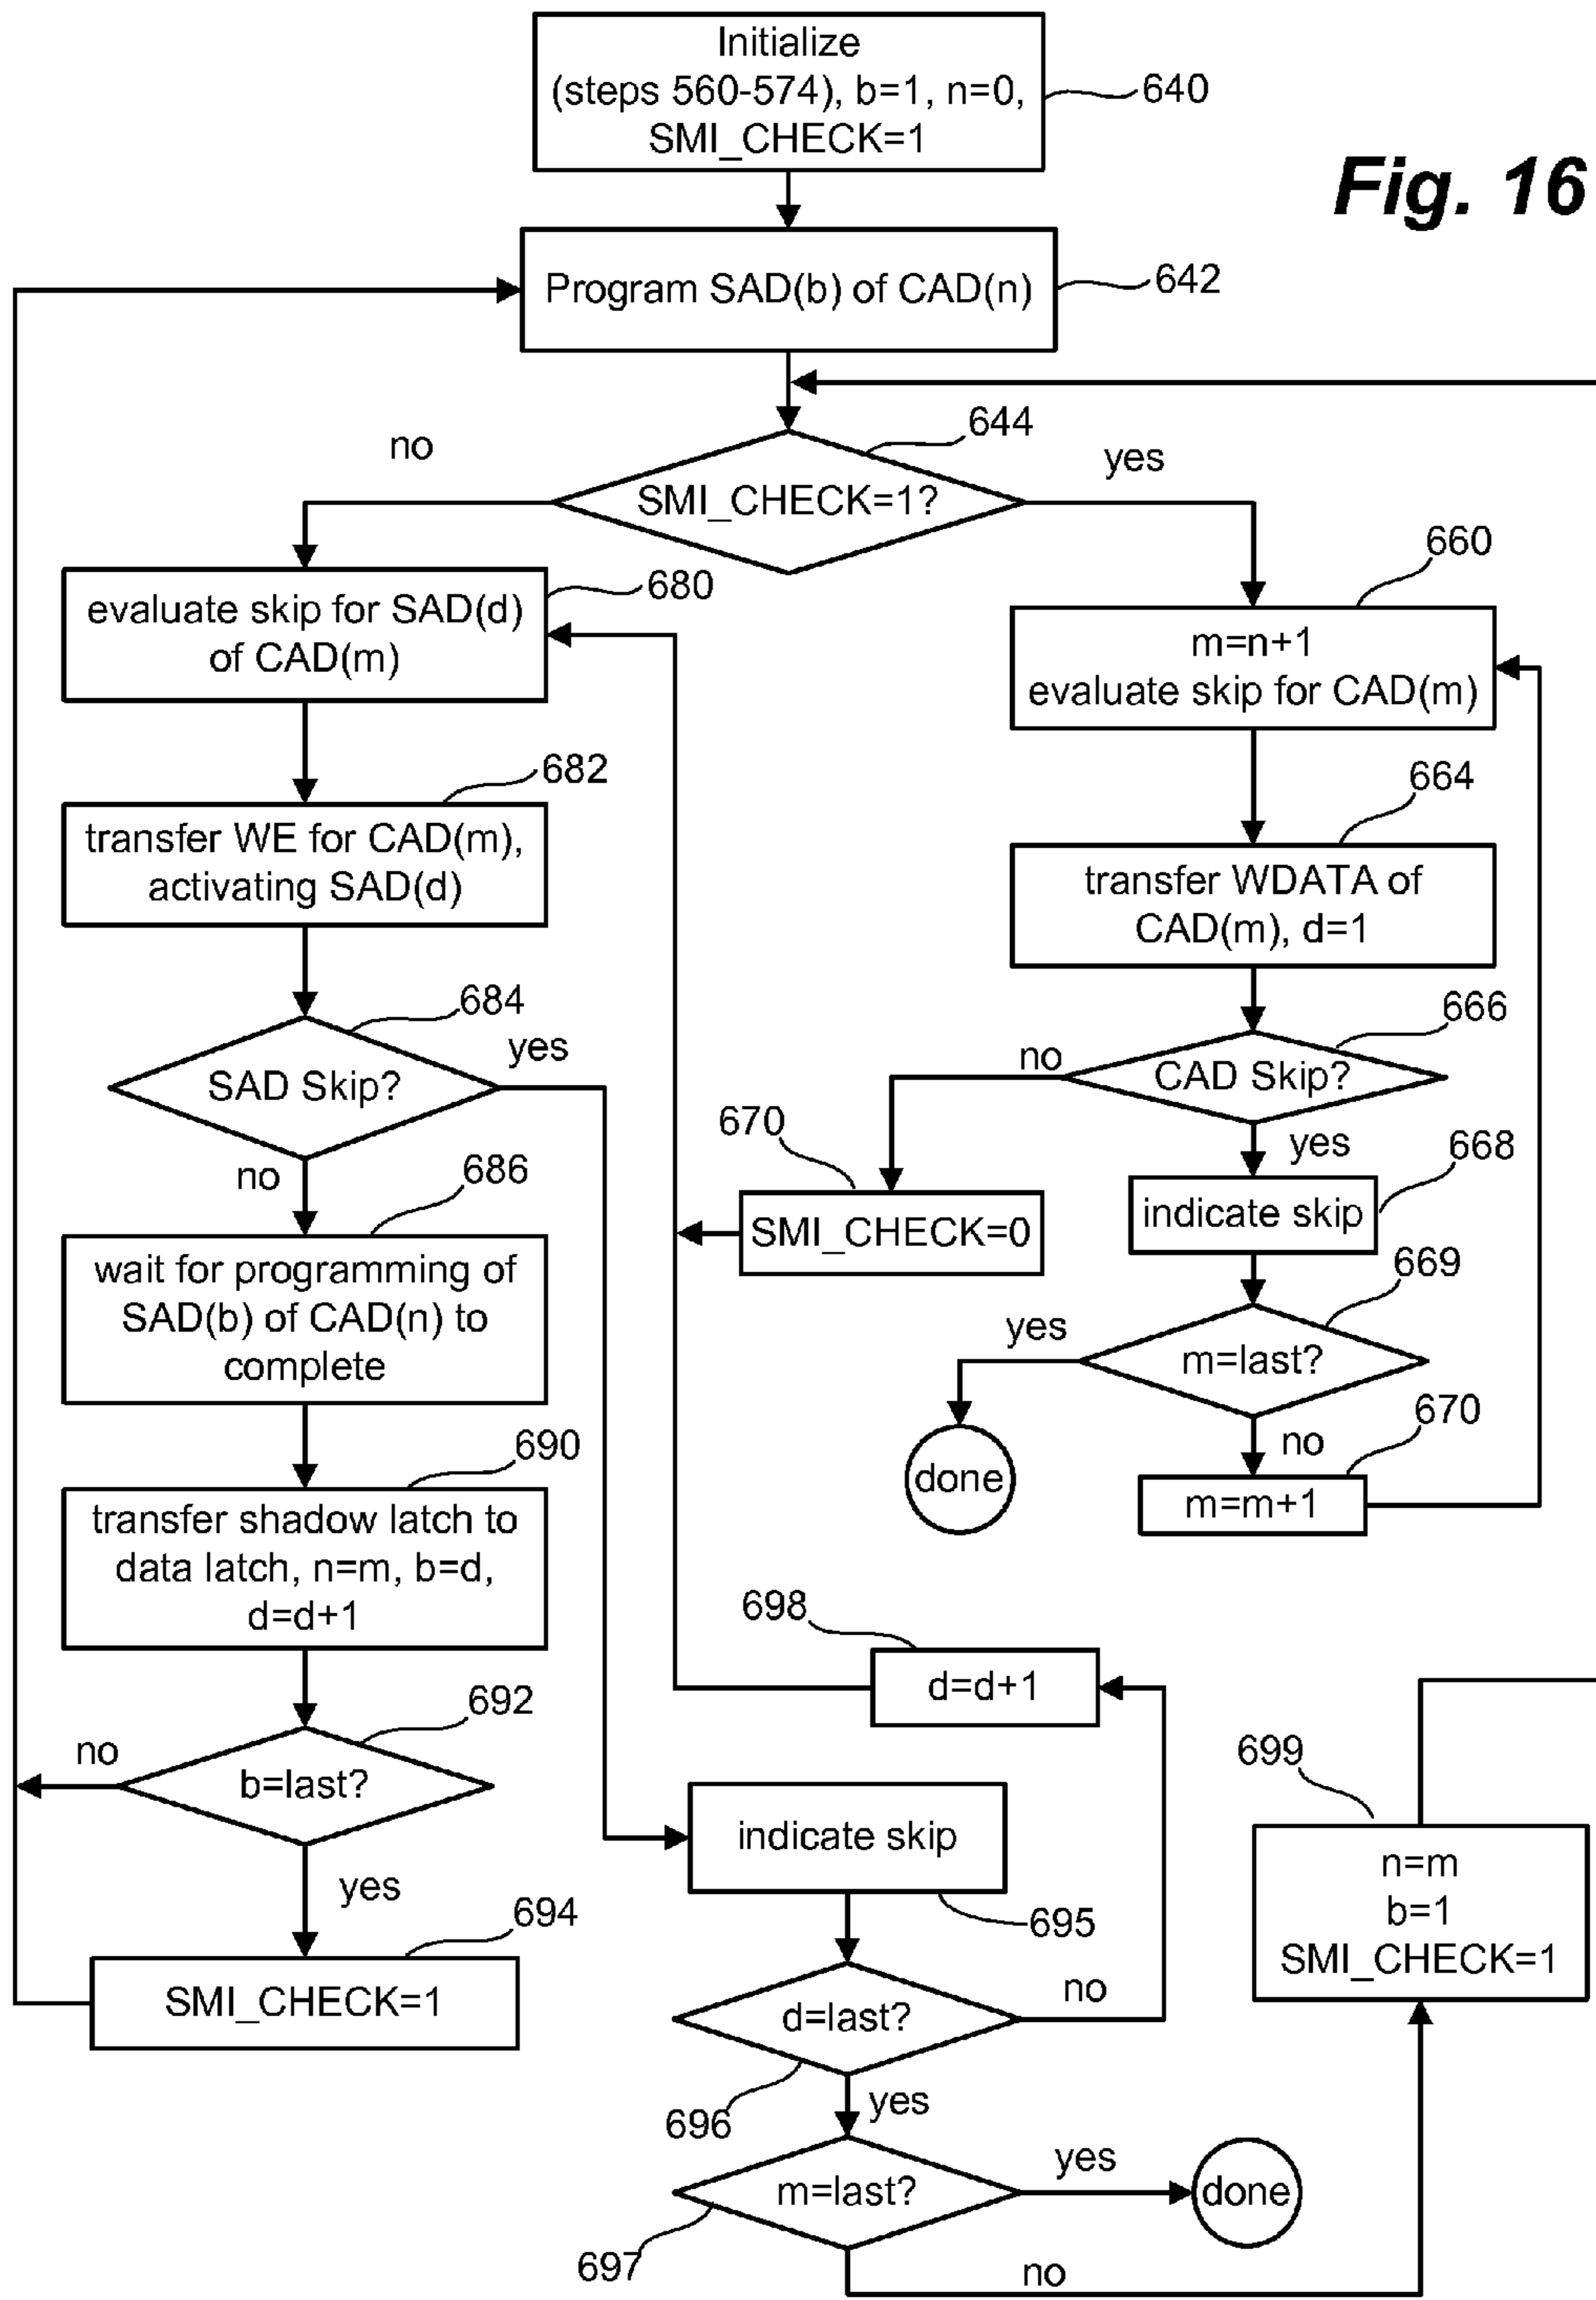 Initialize
(steps 560-574), b=1, n=0,
SMI_CHECK=1
640
Fig. 16
Program SAD(b) of CAD(n)
642
644
no
yes
SMI_CHECK=1?
660
680
evaluate skip for SAD(d)
of CAD(m)
m=n+1
evaluate skip for CAD(m)
682
664
transfer WE for CAD(m),
activating SAD(d)
transfer WDATA of
CAD(m), d=1
684
666
yes
no
SAD Skip?
CAD Skip?
670
yes
668
no
686
SMI_CHECK=0
indicate skip
wait for programming of
SAD(b) of CAD(n) to
complete
669
yes
m=last?
670
690
no
done
m=m+1
transfer shadow latch to
data latch, n=m, b=d,
d=d+1
698
d=d+1
692
no
699
b=last?
indicate skip
yes
n=m
b=1
SMI_CHECK=1
694
695
SMI_CHECK=1
no
d=last?
696
yes
yes
m=last?
done
697
no